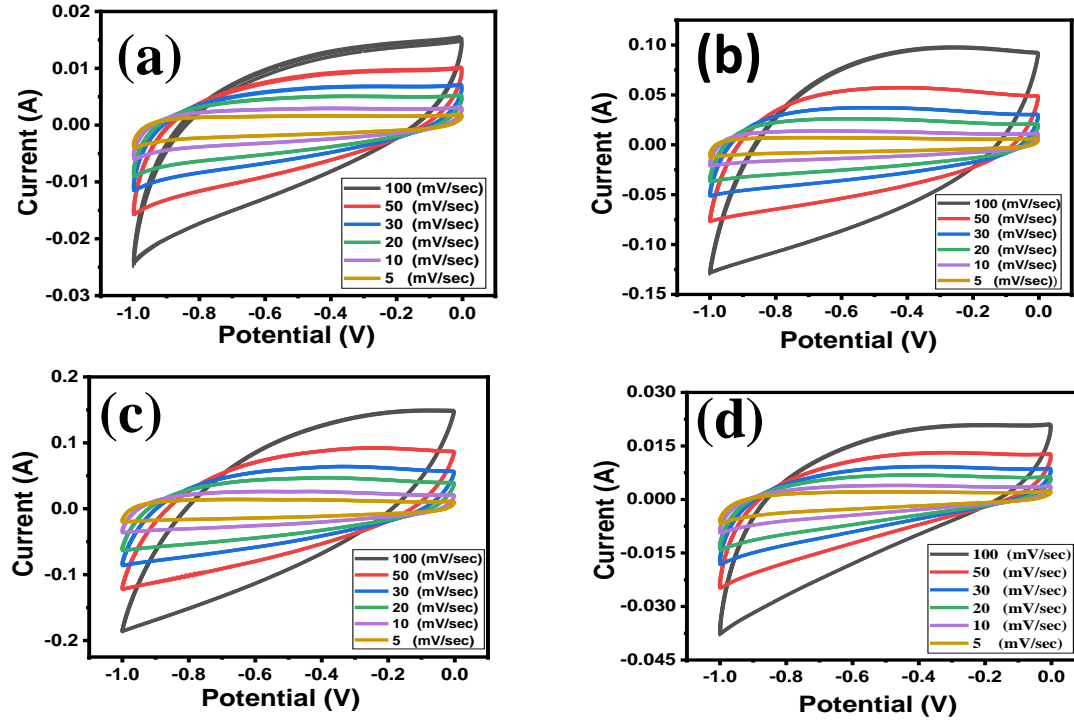 (a)
0.02
0.01
0.00
-0.01
-0.02
-0.03
Current (A)
100 (mV/sec)
50 (mV/sec)
30 (mV/sec)
20 (mV/sec)
10 (mV/sec)
5 (mV/sec)
-1.0 -0.8 -0.6 -0.4 -0.2 0.0
Potential (V)
(b)
0.10
0.05
0.00
-0.05
-0.10
-0.15
Current (A)
100 (mV/sec)
50 (mV/sec)
30 (mV/sec)
20 (mV/sec)
10 (mV/sec)
5 (mV/sec))
-1.0 -0.8 -0.6 -0.4 -0.2 0.0
Potential (V)
(c)
0.2
0.1
0.0
-0.1
-0.2
Current (A)
100 (mV/sec)
50 (mV/sec)
30 (mV/sec)
20 (mV/sec)
10 (mV/sec)
5 (mV/sec)
-1.0 -0.8 -0.6 -0.4 -0.2 0.0
Potential (V)
(d)
0.030
0.015
0.000
-0.015
-0.030
-0.045
Current (A)
100 (mV/sec)
50 (mV/sec)
30 (mV/sec)
20 (mV/sec)
10 (mV/sec)
5 (mV/sec)
-1.0 -0.8 -0.6 -0.4 -0.2 0.0
Potential (V)